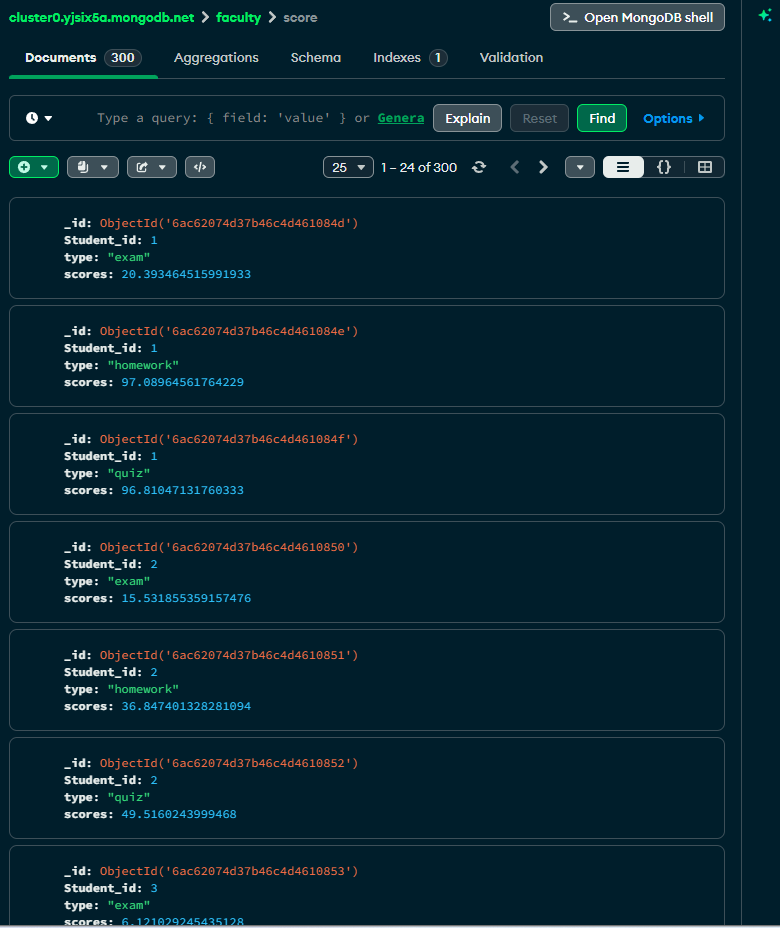 cluster0.yjsix5a.mongodb.net > faculty > score
>_ Open MongoDB shell
Documents 300 Aggregations Schema Indexes 1 Validation
Type a query: { field: 'value' } or Genera Explain Reset Find Options
25 1 – 24 of 300 {}
_id: ObjectId('6ac62074d37b46c4d461084d')
Student_id: 1
type: "exam"
scores: 20.393464515991933
_id: ObjectId('6ac62074d37b46c4d461084e')
Student_id: 1
type: "homework"
scores: 97.08964561764229
_id: ObjectId('6ac62074d37b46c4d461084f')
Student_id: 1
type: "quiz"
scores: 96.81047131760333
_id: ObjectId('6ac62074d37b46c4d4610850')
Student_id: 2
type: "exam"
scores: 15.531855359157476
_id: ObjectId('6ac62074d37b46c4d4610851')
Student_id: 2
type: "homework"
scores: 36.847401328281094
_id: ObjectId('6ac62074d37b46c4d4610852')
Student_id: 2
type: "quiz"
scores: 49.5160243999468
_id: ObjectId('6ac62074d37b46c4d4610853')
Student_id: 3
type: "exam"
scores: 6.121029245435128